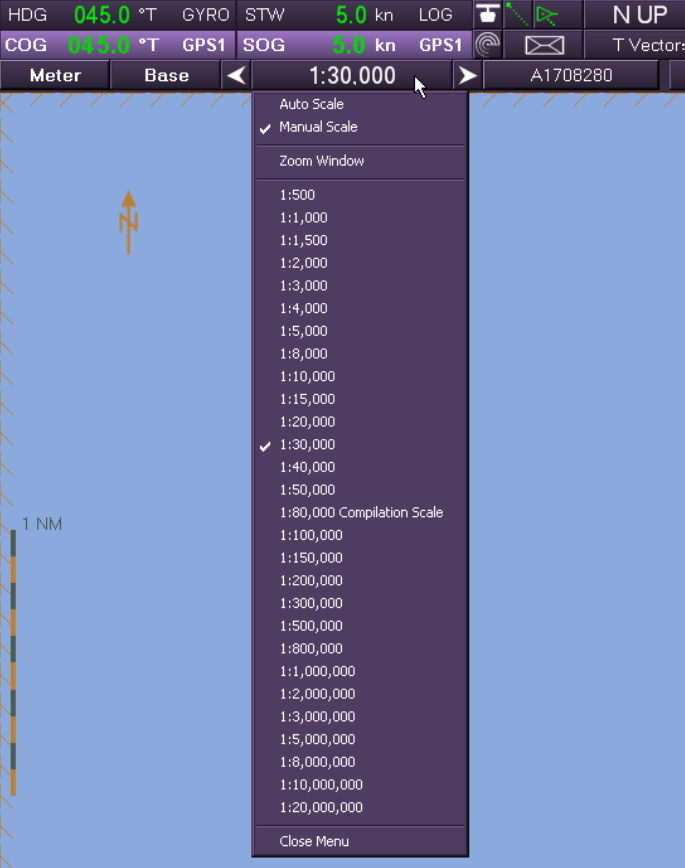 HDG 045.0 °T GYRO STW 5.0 kn LOG N UP
COG 045.0 °T GPS1 SOG 5.0 kn GPS1 T Vector
Meter Base 1:30,000 A1708280
Auto Scale
Manual Scale
Zoom Window
1:500
1:1,000
1:1,500
1:2,000
1:3,000
1:4,000
1:5,000
1:8,000
1:10,000
1:15,000
1:20,000
1:30,000
1:40,000
1:50,000
1:80,000 Compilation Scale
1:100,000
1:150,000
1:200,000
1:300,000
1:500,000
1:800,000
1:1,000,000
1:2,000,000
1:3,000,000
1:5,000,000
1:8,000,000
1:10,000,000
1:20,000,000
Close Menu
N
1 NM